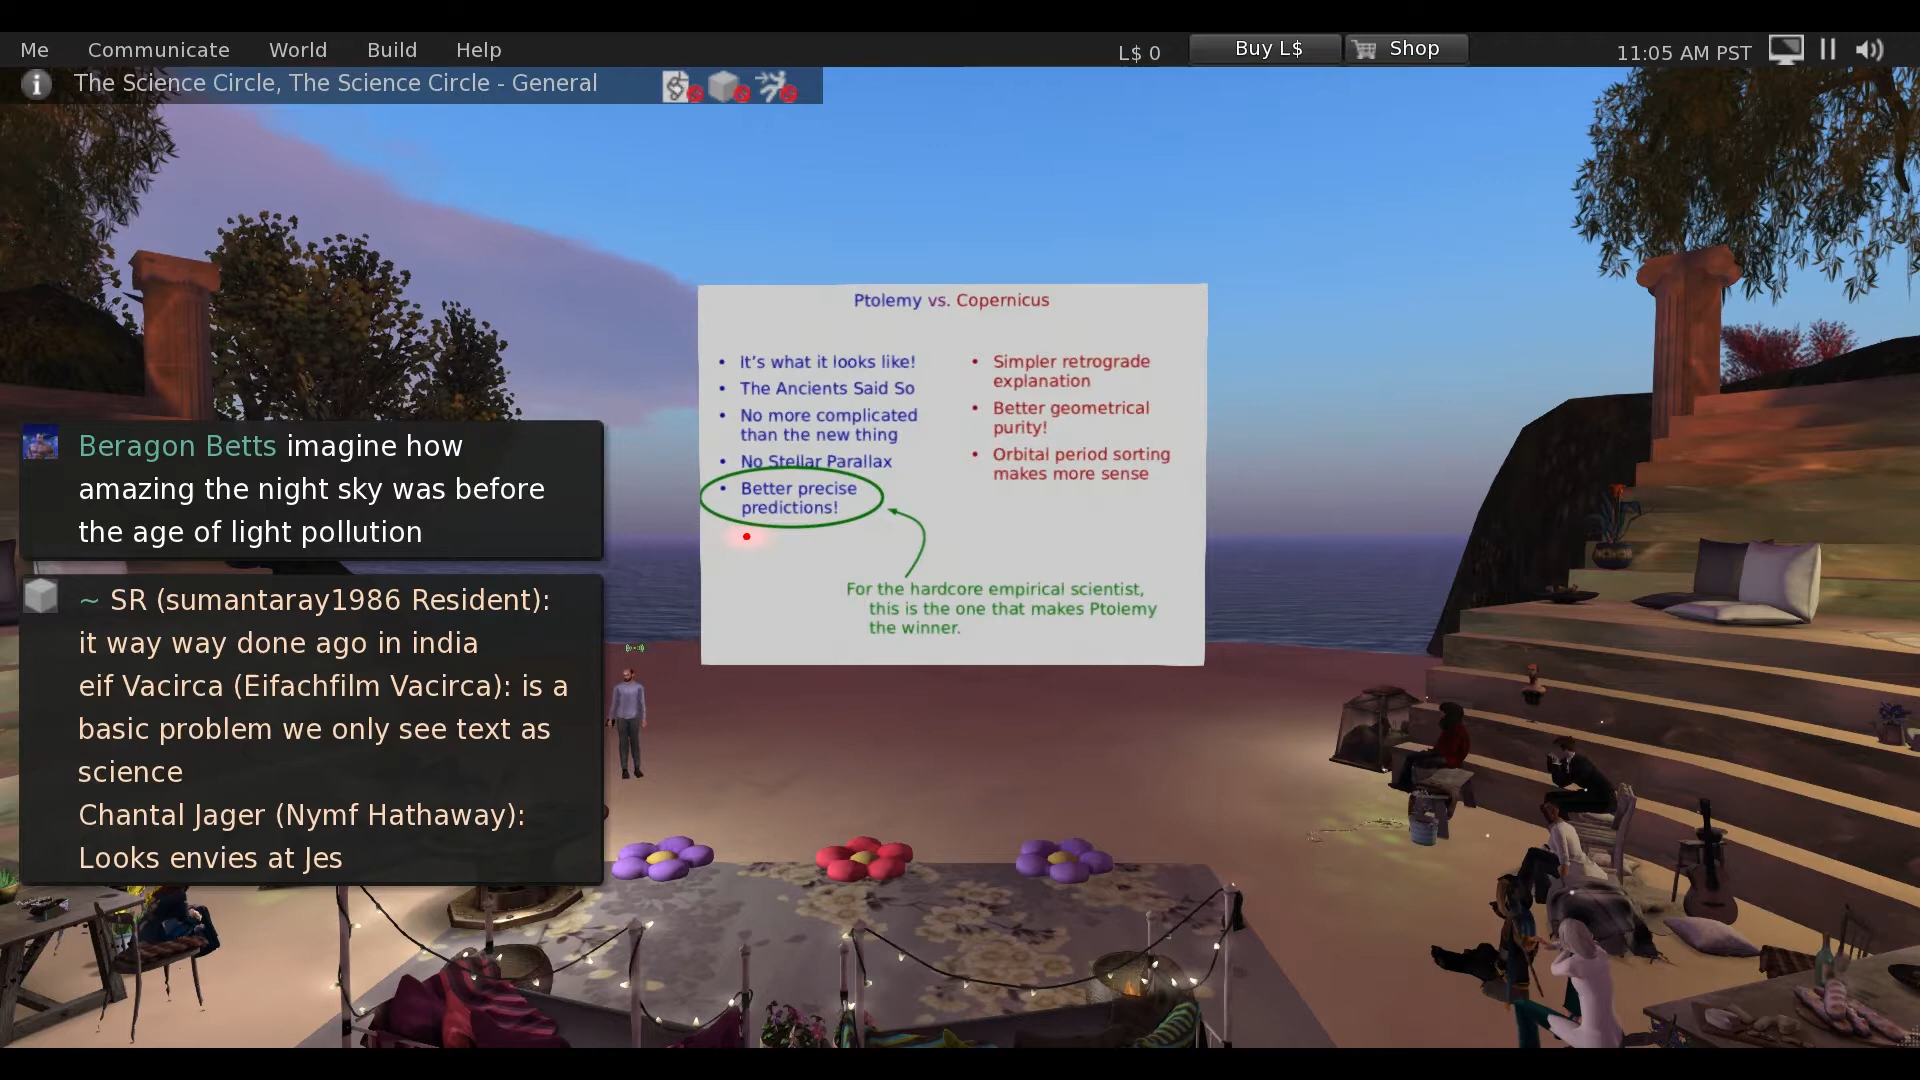 Me Communicate World Build Help L$ 0 Buy L$ Shop 11:05 AM PST
The Science Circle, The Science Circle - General
Ptolemy vs. Copernicus
• It's what it looks like!
• The Ancients Said So
• No more complicated
than the new thing
• No Stellar Parallax
• Better precise
predictions!
• Simpler retrograde
explanation
• Better geometrical
purity!
• Orbital period sorting
makes more sense
For the hardcore empirical scientist,
this is the one that makes Ptolemy
the winner.
Beragon Betts imagine how
amazing the night sky was before
the age of light pollution
~ SR (sumantaray1986 Resident):
it way way done ago in india
eif Vacirca (Eifachfilm Vacirca): is a
basic problem we only see text as
science
Chantal Jager (Nymf Hathaway):
Looks envies at Jes